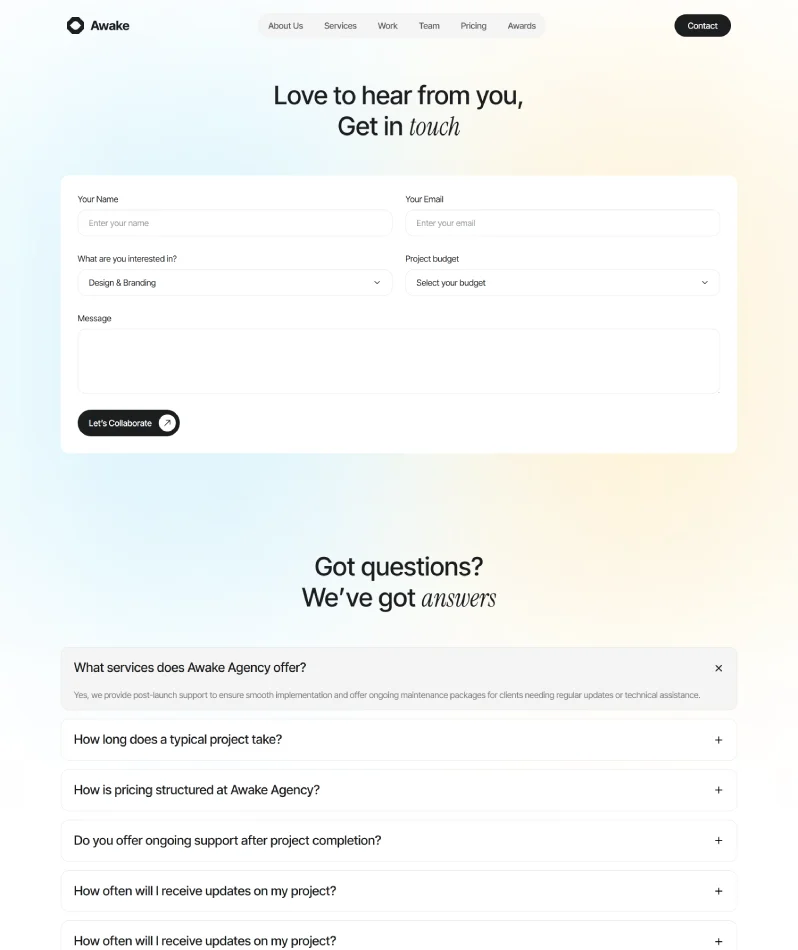 Awake
About Us Services Work Team Pricing Awards
Contact
Love to hear from you,
Get in touch
Your Name
Your Email
Enter your name
Enter your email
What are you interested in?
Project budget
Design & Branding
Select your budget
Message
Let's Collaborate
Got questions?
We've got answers
What services does Awake Agency offer?
Yes, we provide post-launch support to ensure smooth implementation and offer ongoing maintenance packages for clients needing regular updates or technical assistance.
How long does a typical project take?
How is pricing structured at Awake Agency?
Do you offer ongoing support after project completion?
How often will I receive updates on my project?
How often will I receive updates on my project?